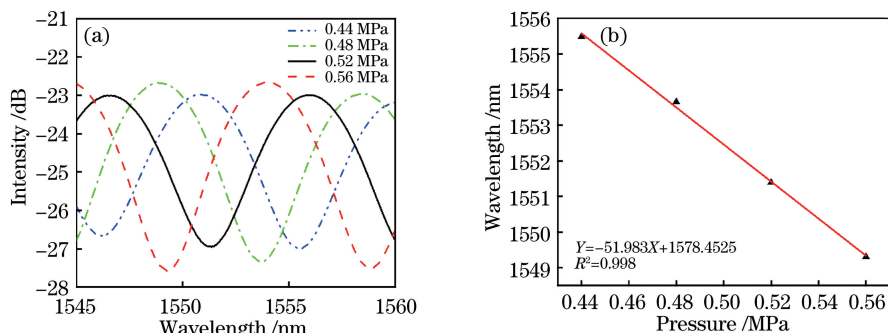 (a)
0.44 MPa
0.48 MPa
0.52 MPa
0.56 MPa
Intensity /dB
-21
-22
-23
-24
-25
-26
-27
-28
1545 1550 1555 1560
Wavelength /nm
(b)
Wavelength /nm
1556
1555
1554
1553
1552
1551
1550
1549
Y=-51.983X+1578.4525
R²=0.998
0.44 0.46 0.48 0.50 0.52 0.54 0.56
Pressure /MPa